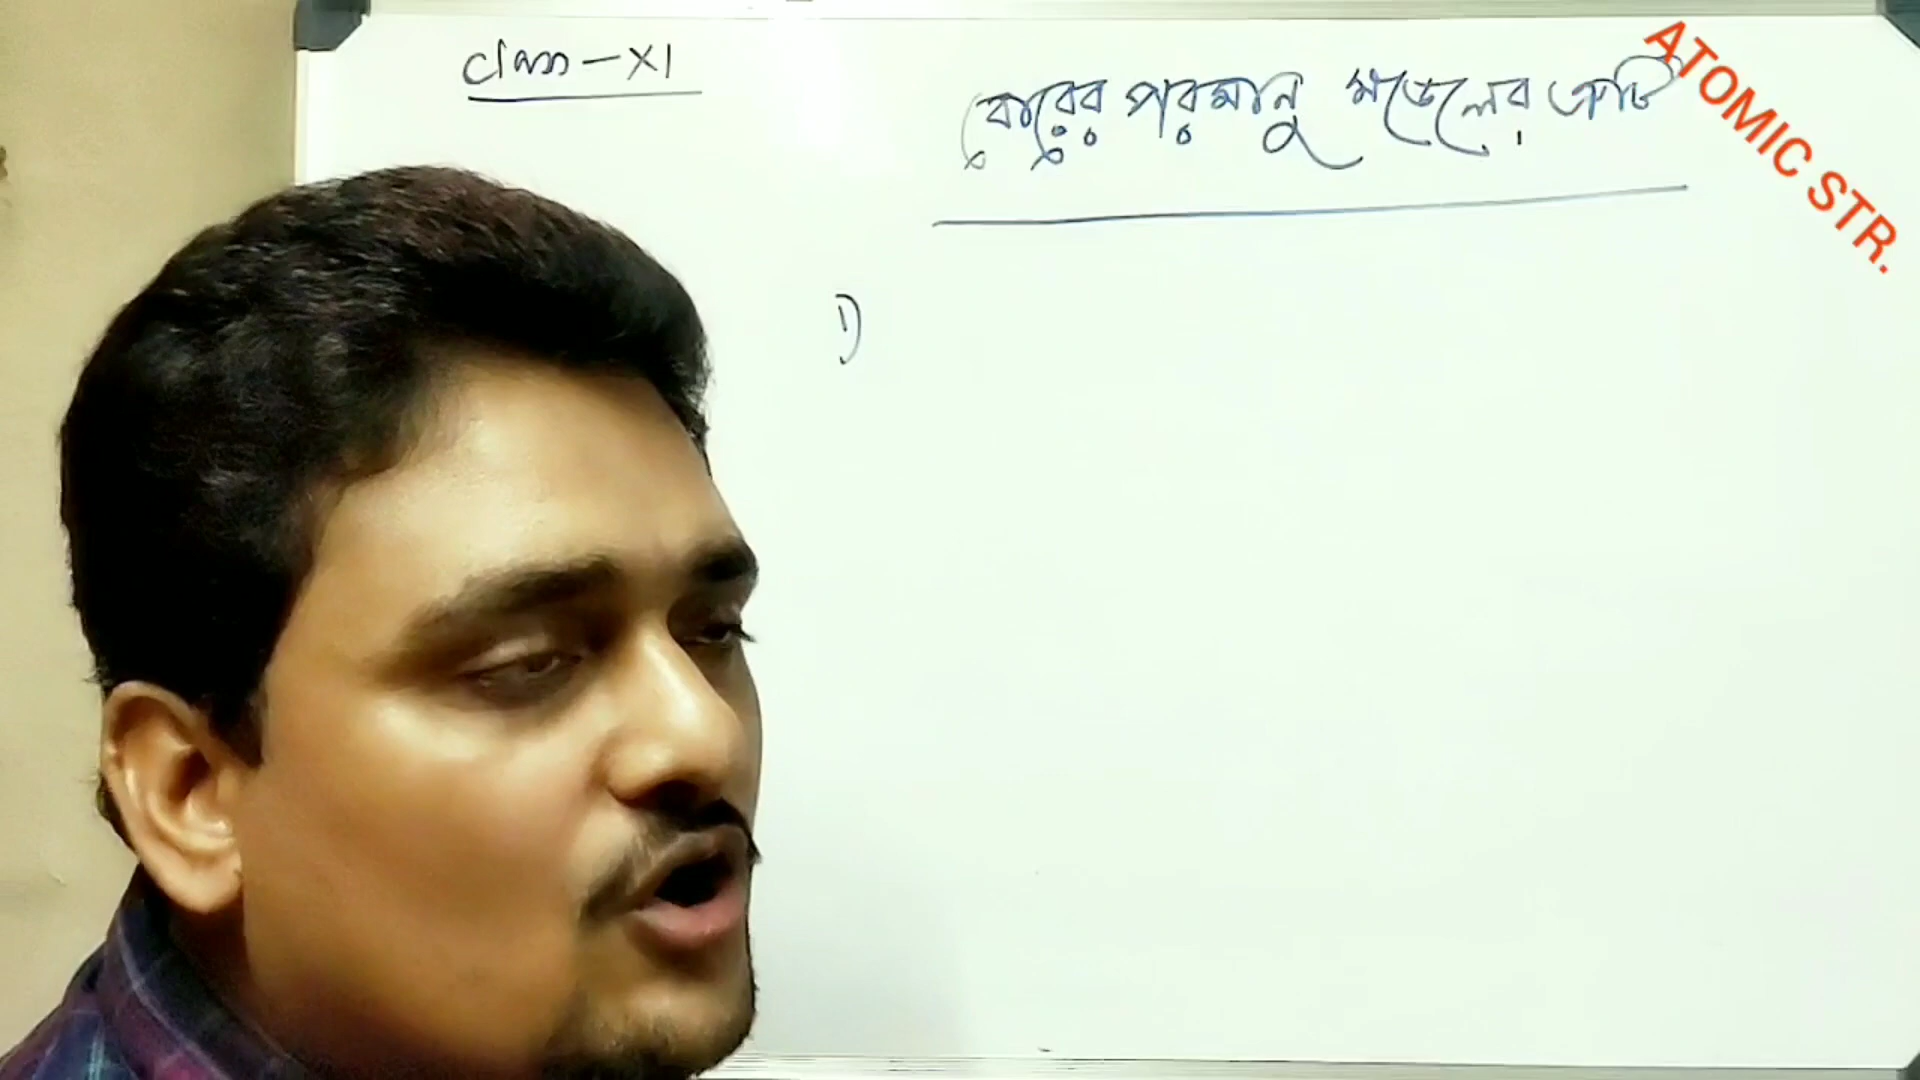 Class - XI
বোরের পরমানু মডেলের ত্রুটি
ATOMIC STR.
1)